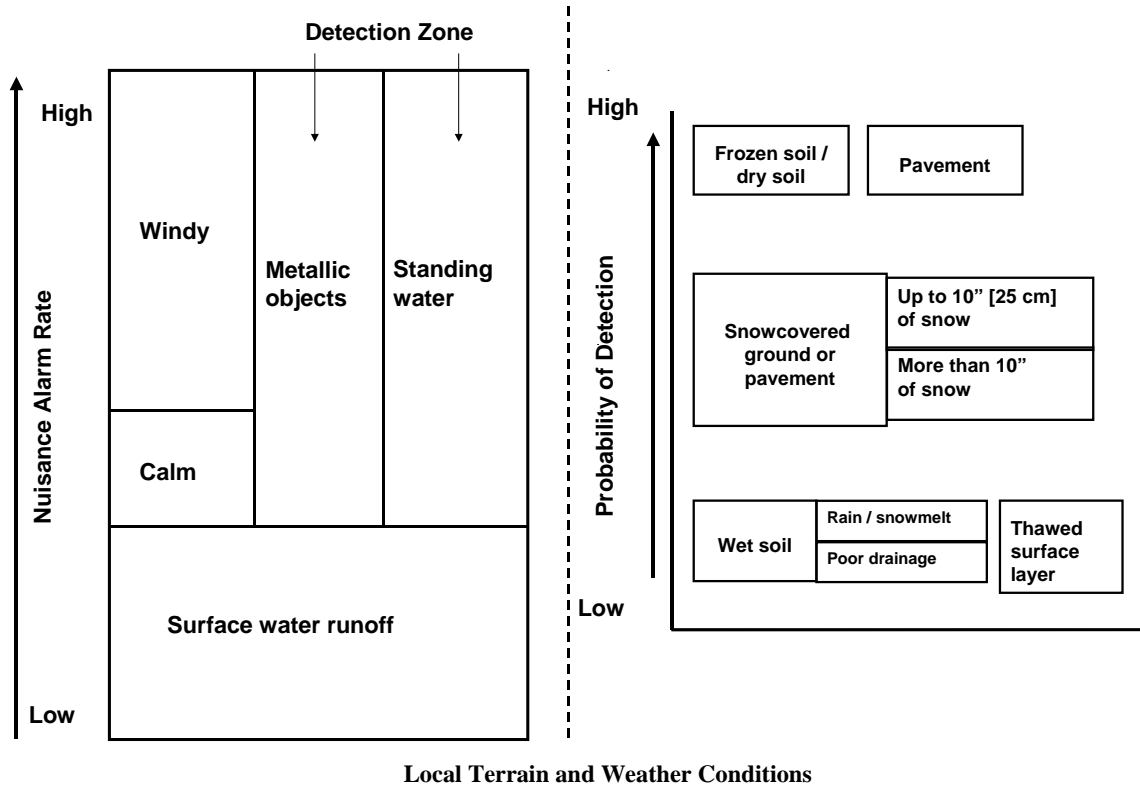 Detection Zone
High
Windy
Metallic
objects
Standing
water
Calm
Surface water runoff
Low
Nuisance Alarm Rate
High
Frozen soil /
dry soil
Pavement
Snowcovered
ground or
pavement
Up to 10” [25 cm]
of snow
More than 10”
of snow
Wet soil
Rain / snowmelt
Poor drainage
Thawed
surface
layer
Low
Probability of Detection
Local Terrain and Weather Conditions